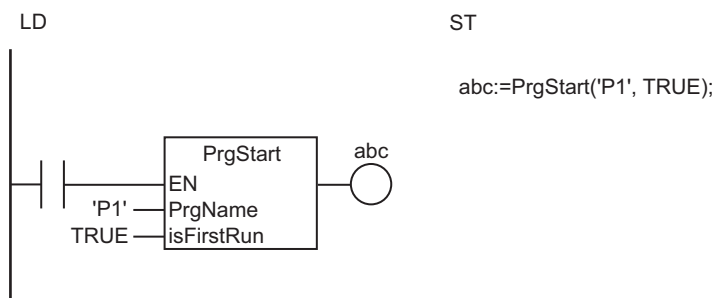 LD
ST
abc:=PrgStart('P1', TRUE);
PrgStart
abc
EN
'P1'
PrgName
TRUE
isFirstRun